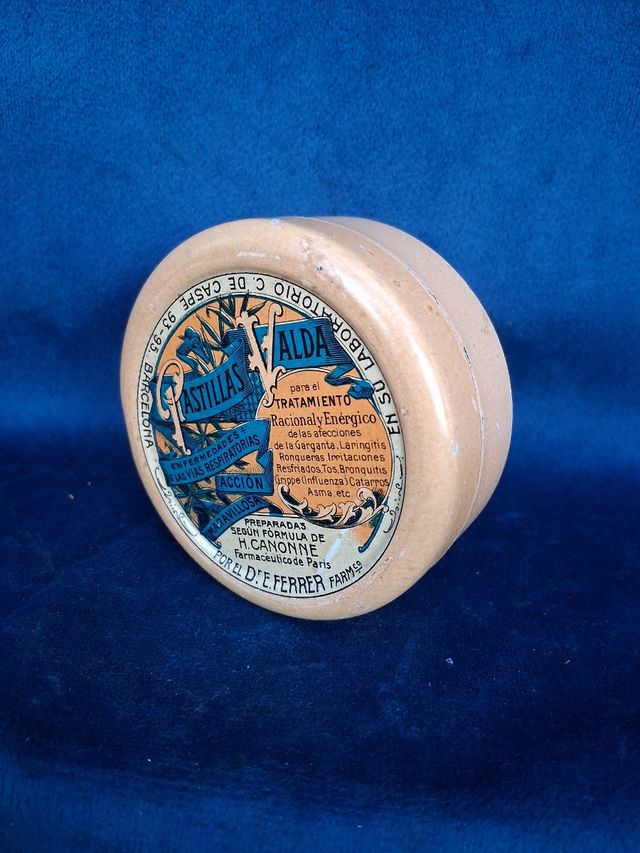 PASTILLAS VALDA
ENFERMEDADES
DE LAS VIAS RESPIRATORIAS
ACCIÓN
MARAVILLOSA
para el
TRATAMIENTO
Racional y Enérgico
de las afecciones
de la Garganta, Laringitis
Ronqueras, Irritaciones
Resfriados, Tos, Bronquitis
Grippe (Influenza) Catarros
Asma, etc
PREPARADAS
SEGÚN FÓRMULA DE
H. CANONNE
Farmaceutico de Paris
POR EL Dr. E. FERRER FARMco
EN SU LABORATORIO C. DE CASPE 93-95. BARCELONA